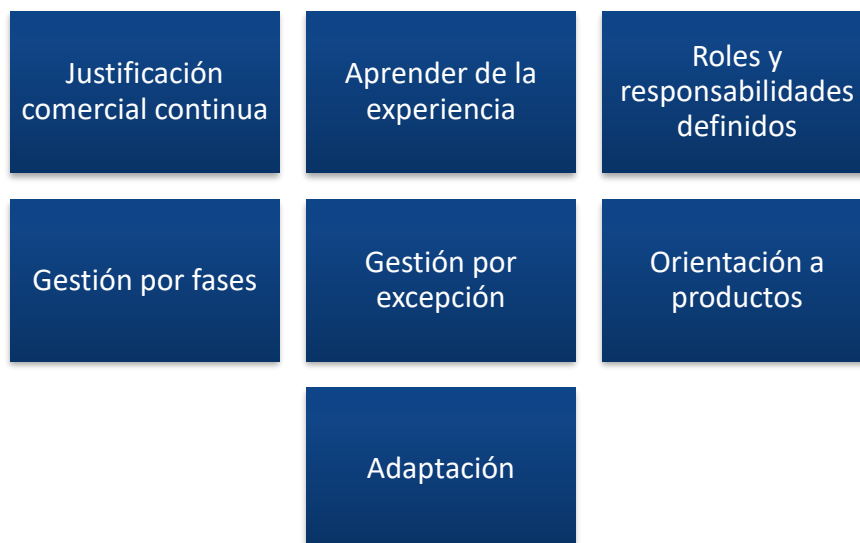 Justificación
comercial continua
Aprender de la
experiencia
Roles y
responsabilidades
definidos
Gestión por fases
Gestión por
excepción
Orientación a
productos
Adaptación